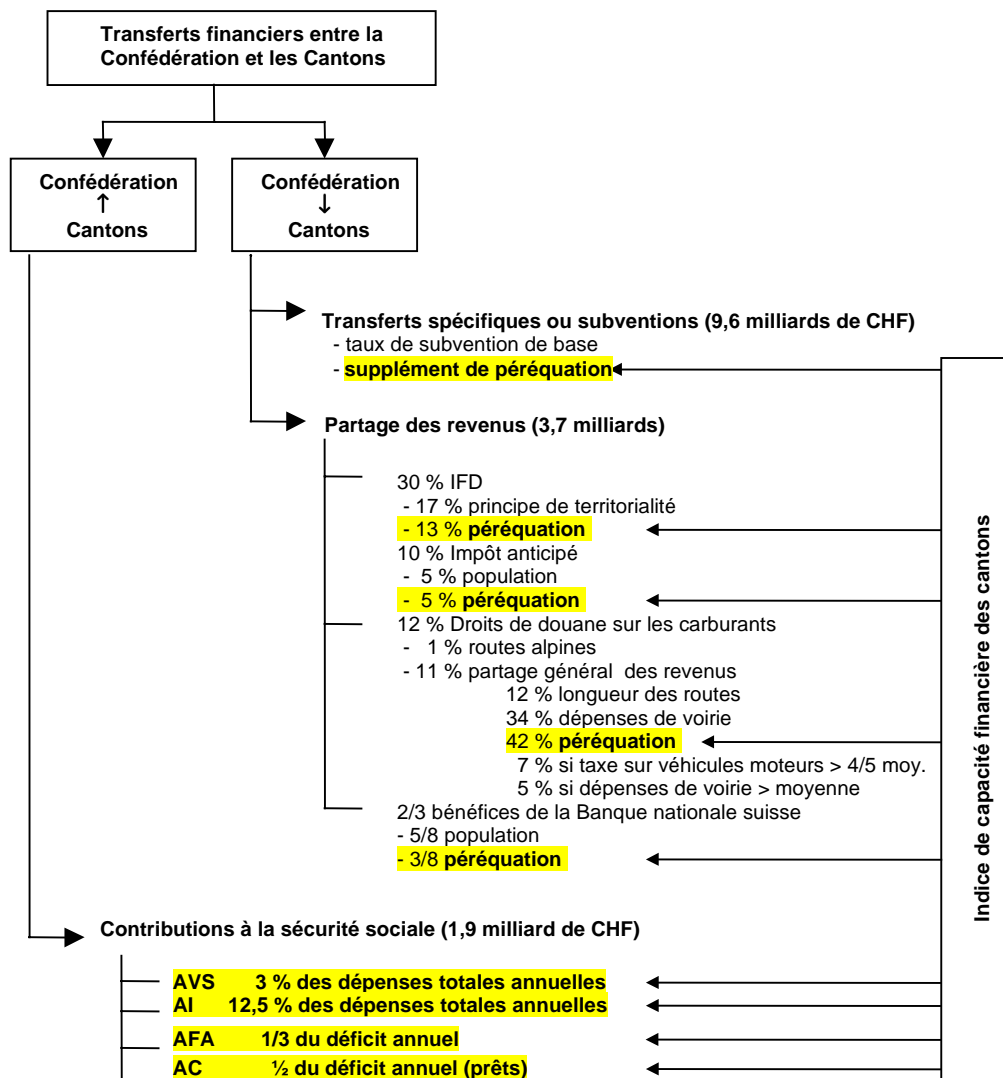 Transferts financiers entre la
Confédération et les Cantons
Confédération
↑
Cantons
Confédération
↓
Cantons
Transferts spécifiques ou subventions (9,6 milliards de CHF)
- taux de subvention de base
- supplément de péréquation
Partage des revenus (3,7 milliards)
30 % IFD
- 17 % principe de territorialité
- 13 % péréquation
10 % Impôt anticipé
- 5 % population
- 5 % péréquation
12 % Droits de douane sur les carburants
- 1 % routes alpines
- 11 % partage général des revenus
12 % longueur des routes
34 % dépenses de voirie
42 % péréquation
7 % si taxe sur véhicules moteurs > 4/5 moy.
5 % si dépenses de voirie > moyenne
2/3 bénéfices de la Banque nationale suisse
- 5/8 population
- 3/8 péréquation
Contributions à la sécurité sociale (1,9 milliard de CHF)
AVS 3 % des dépenses totales annuelles
AI 12,5 % des dépenses totales annuelles
AFA 1/3 du déficit annuel
AC ½ du déficit annuel (prêts)
Indice de capacité financière des cantons